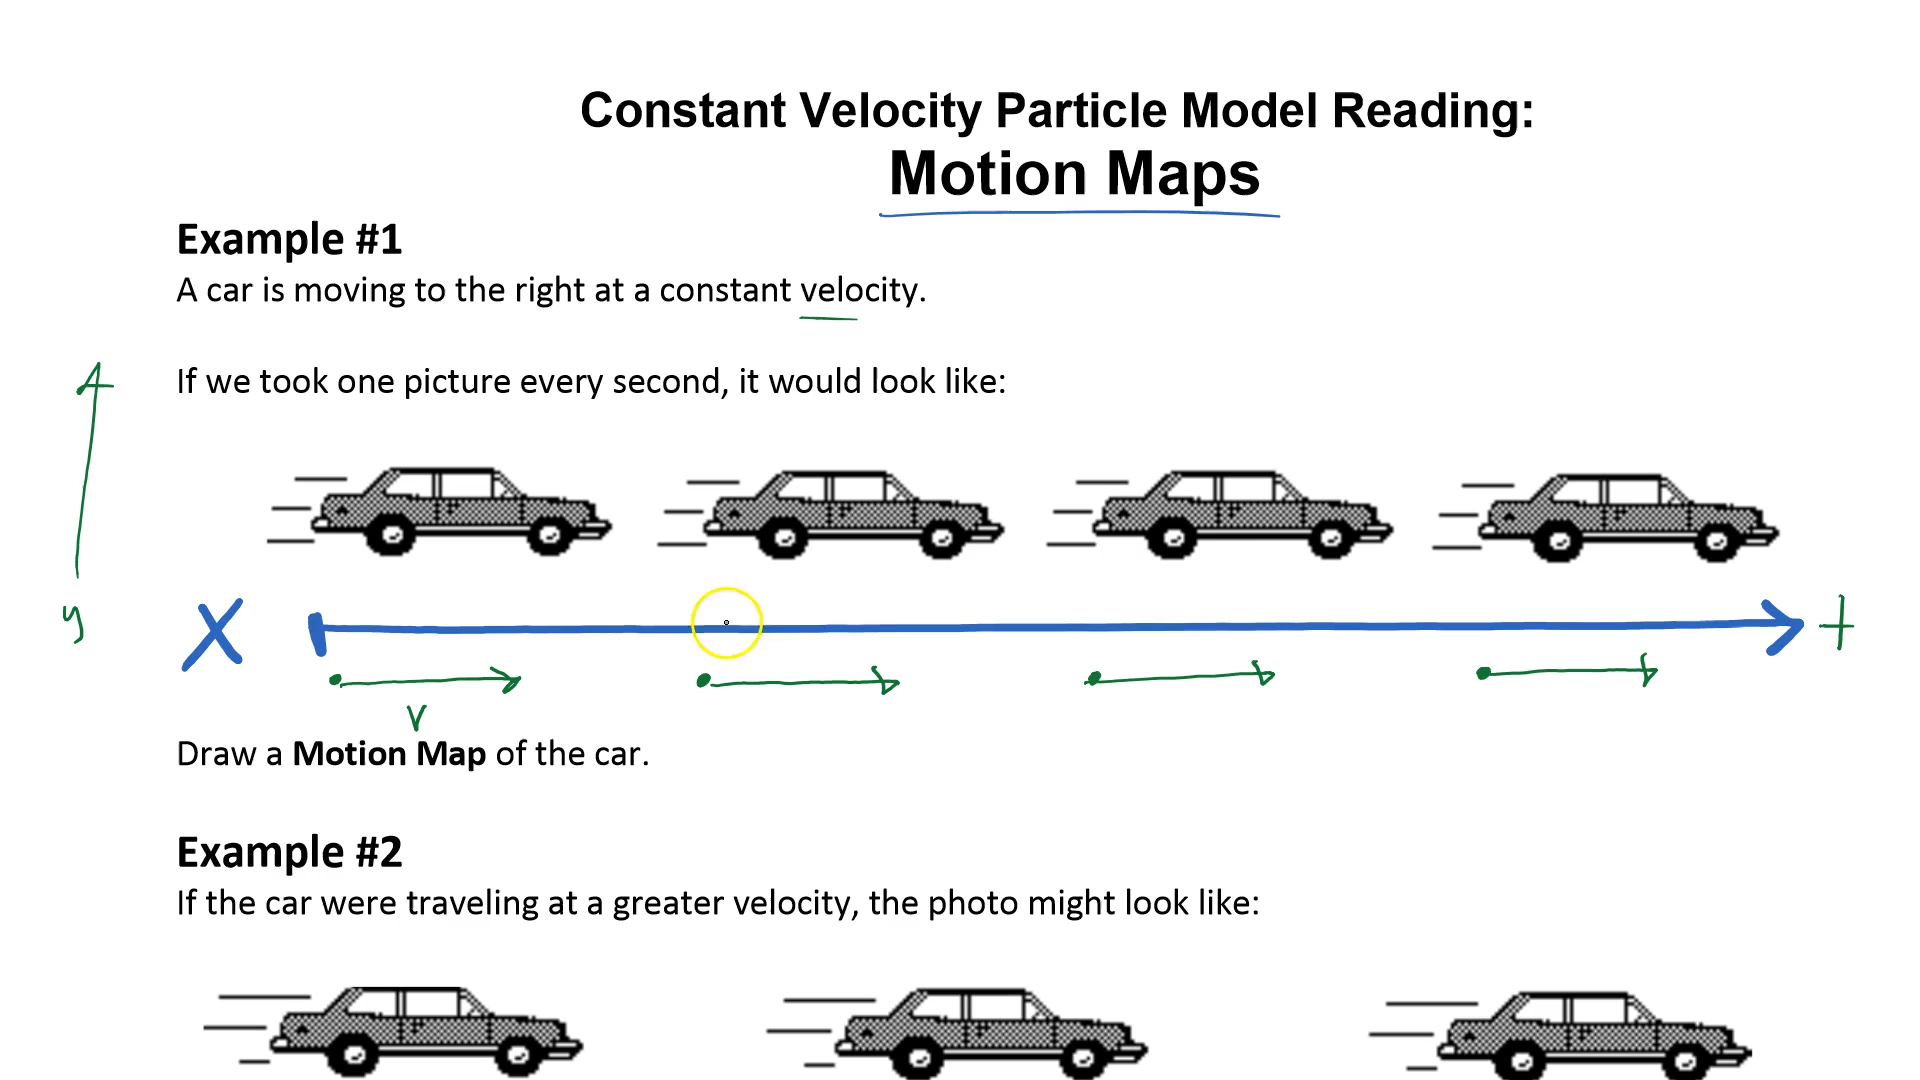 Constant Velocity Particle Model Reading:
Motion Maps
Example #1
A car is moving to the right at a constant velocity.
If we took one picture every second, it would look like:
y
X
+
v
Draw a Motion Map of the car.
Example #2
If the car were traveling at a greater velocity, the photo might look like: